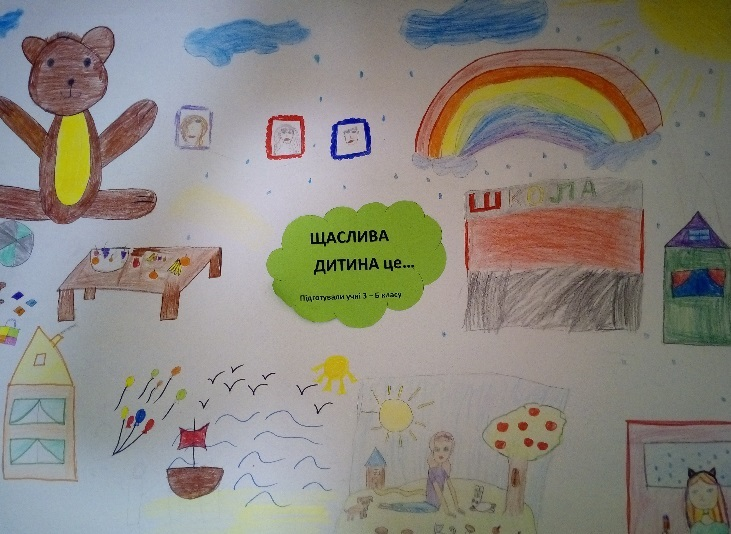 ШКОЛА
ЩАСЛИВА
ДИТИНА це...
Підготували учні 3 – Б класу